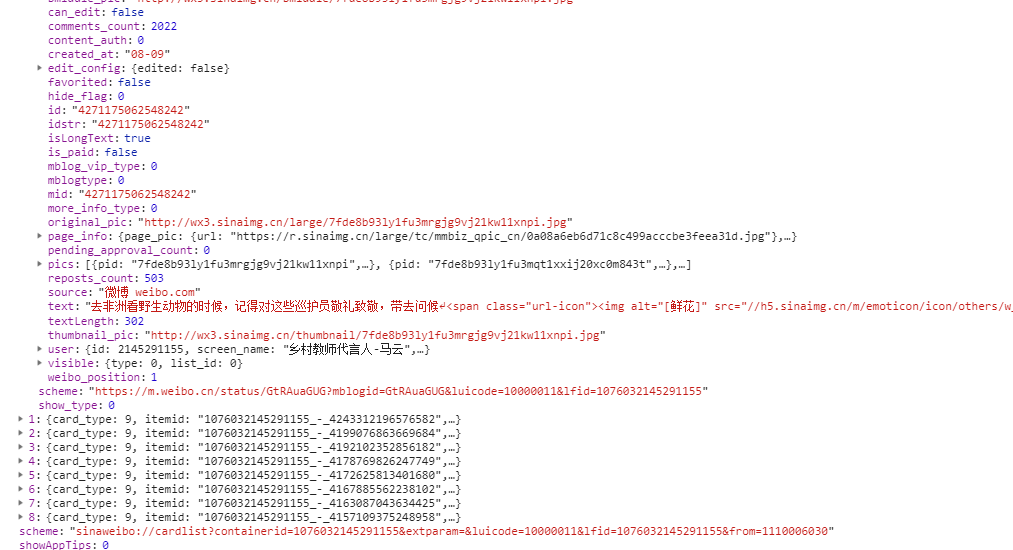 bmiddle_pic: "http://wx3.sinaimg.cn/bmiddle/7fde8b93ly1fu3mrgjg9vj21kw11xnpi.jpg"
can_edit: false
comments_count: 2022
content_auth: 0
created_at: "08-09"
edit_config: {edited: false}
favorited: false
hide_flag: 0
id: "4271175062548242"
idstr: "4271175062548242"
isLongText: true
is_paid: false
mblog_vip_type: 0
mblogtype: 0
mid: "4271175062548242"
more_info_type: 0
original_pic: "http://wx3.sinaimg.cn/large/7fde8b93ly1fu3mrgjg9vj21kw11xnpi.jpg"
page_info: {page_pic: {url: "https://r.sinaimg.cn/large/tc/mmbiz_qpic_cn/0a08a6eb6d71c8c499acccbe3feea31d.jpg"},…}
pending_approval_count: 0
pics: [{pid: "7fde8b93ly1fu3mrgjg9vj21kw11xnpi",…}, {pid: "7fde8b93ly1fu3mqt1xxij20xc0m843t",…},…]
reposts_count: 503
source: "微博 weibo.com"
text: "去非洲看野生动物的时候，记得对这些巡护员敬礼致敬，带去问候↵<span class="url-icon"><img alt="[鲜花]" src="//h5.sinaimg.cn/m/emoticon/icon/others/w_
textLength: 302
thumbnail_pic: "http://wx3.sinaimg.cn/thumbnail/7fde8b93ly1fu3mrgjg9vj21kw11xnpi.jpg"
user: {id: 2145291155, screen_name: "乡村教师代言人-马云",…}
visible: {type: 0, list_id: 0}
weibo_position: 1
scheme: "https://m.weibo.cn/status/GtRAuaGUG?mblogid=GtRAuaGUG&luicode=10000011&lfid=1076032145291155"
show_type: 0
1: {card_type: 9, itemid: "1076032145291155_-_4243312196576582",…}
2: {card_type: 9, itemid: "1076032145291155_-_4199076863669684",…}
3: {card_type: 9, itemid: "1076032145291155_-_4192102352856182",…}
4: {card_type: 9, itemid: "1076032145291155_-_4178769826247749",…}
5: {card_type: 9, itemid: "1076032145291155_-_4172625813401680",…}
6: {card_type: 9, itemid: "1076032145291155_-_4167885562238102",…}
7: {card_type: 9, itemid: "1076032145291155_-_4163087043634425",…}
8: {card_type: 9, itemid: "1076032145291155_-_4157109375248958",…}
scheme: "sinaweibo://cardlist?containerid=1076032145291155&extparam=&luicode=10000011&lfid=1076032145291155&from=1110006030"
showAppTips: 0